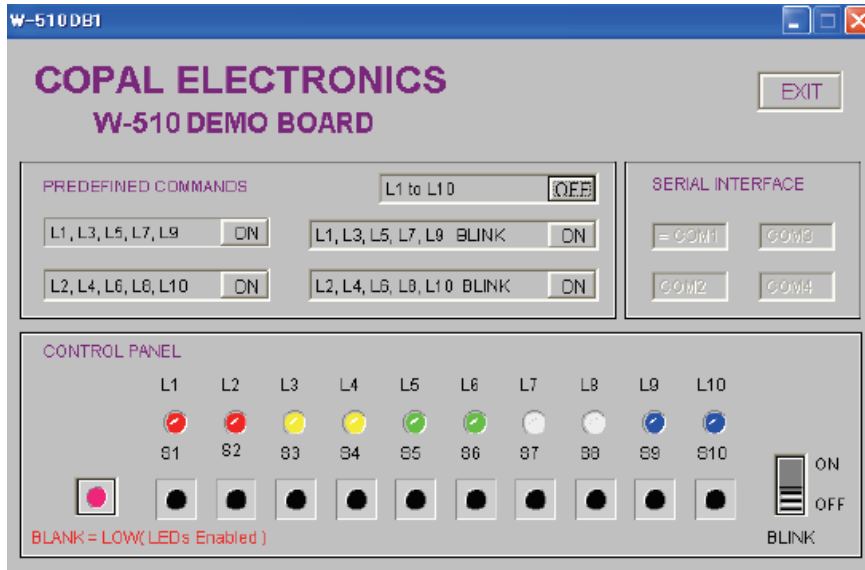 W-510DB1
COPAL ELECTRONICS
W-510 DEMO BOARD
EXIT
PREDEFINED COMMANDS
L1 to L10 OFF
L1, L3, L5, L7, L9 ON
L1, L3, L5, L7, L9 BLINK ON
L2, L4, L6, L8, L10 ON
L2, L4, L6, L8, L10 BLINK ON
SERIAL INTERFACE
= COM1 COM3
COM2 COM4
CONTROL PANEL
L1 L2 L3 L4 L5 L6 L7 L8 L9 L10
S1 S2 S3 S4 S5 S6 S7 S8 S9 S10
ON
OFF
BLANK = LOW( LEDs Enabled )
BLINK